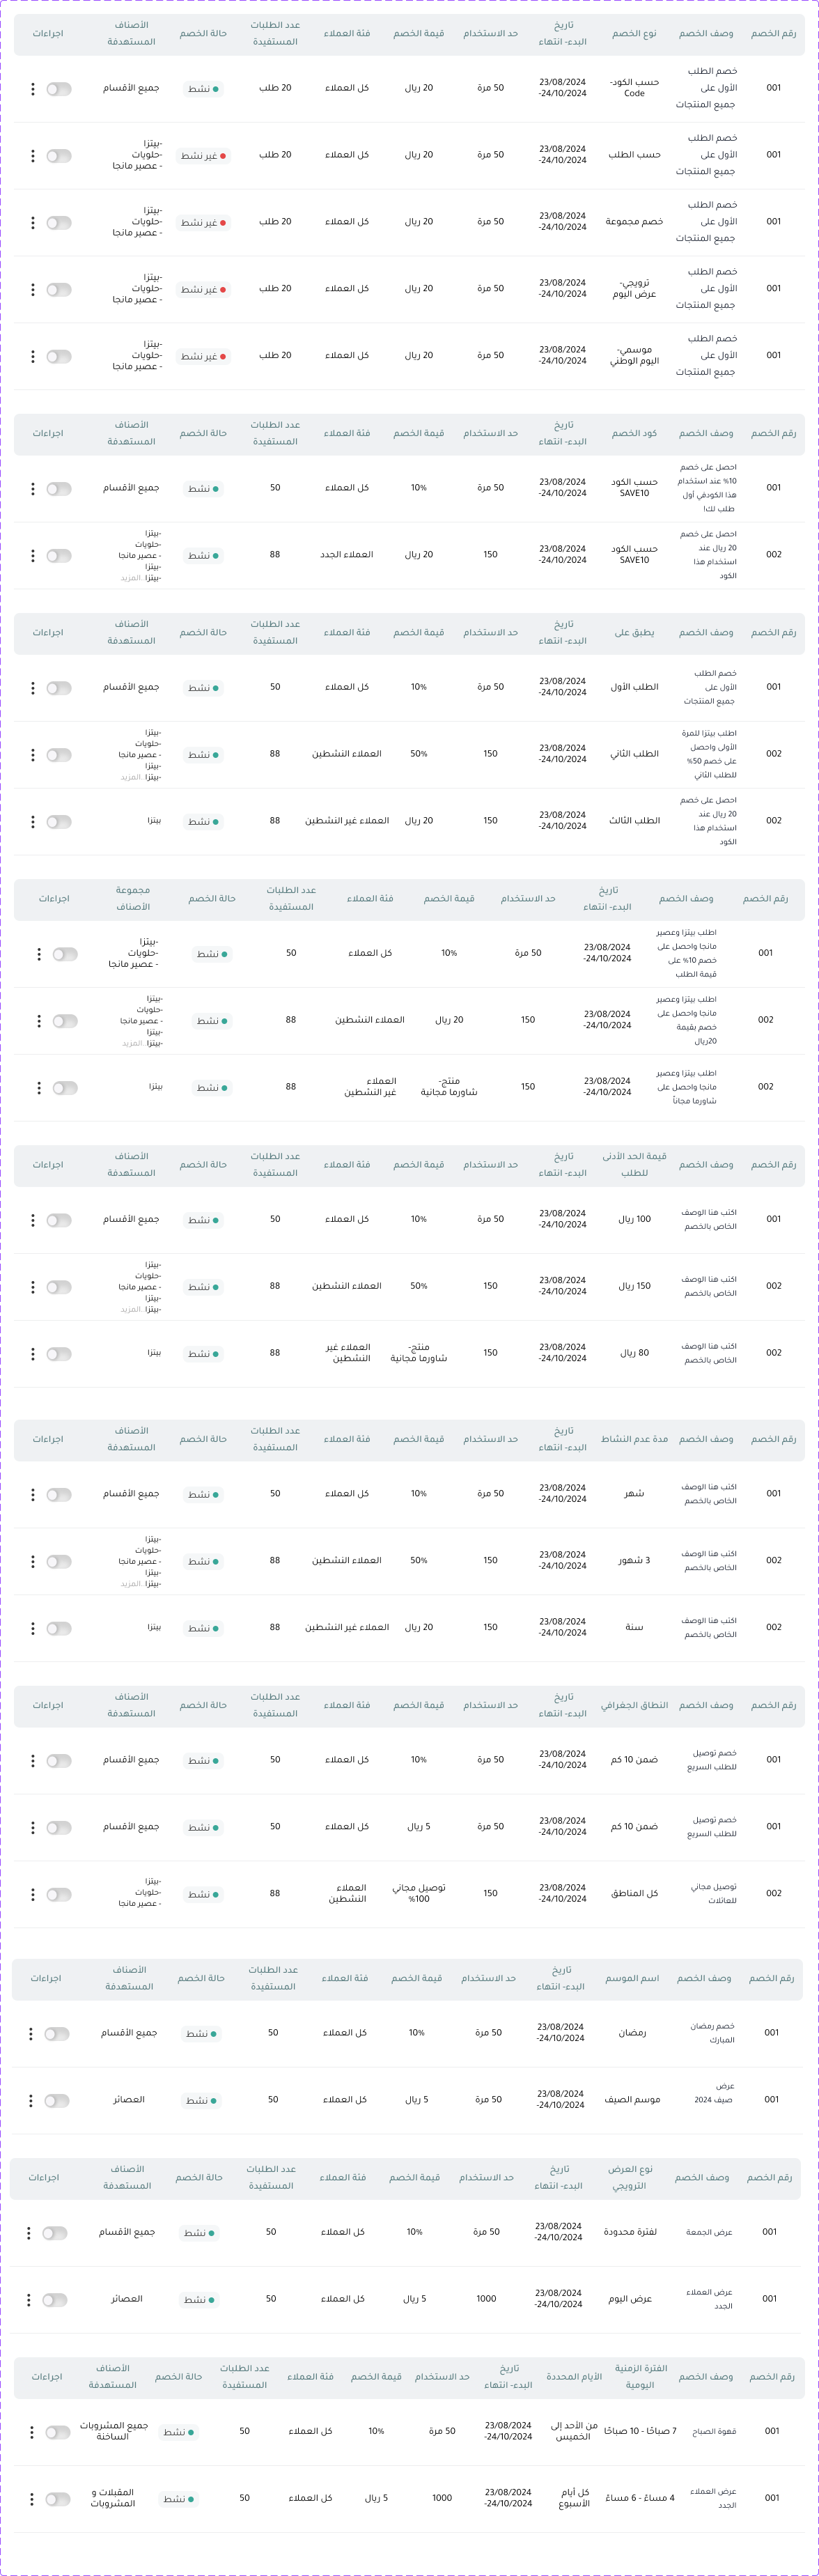 رقم الخصم وصف الخصم نوع الخصم تاريخ البدء- انتهاء حد الاستخدام قيمة الخصم فئة العملاء عدد الطلبات المستفيدة حالة الخصم الأصناف المستهدفة اجراءات
001 خصم الطلب الأول على جميع المنتجات حسب الكود- Code 23/08/2024 -24/10/2024 50 مرة 20 ريال كل العملاء 20 طلب نشط جميع الأقسام
001 خصم الطلب الأول على جميع المنتجات حسب الطلب 23/08/2024 -24/10/2024 50 مرة 20 ريال كل العملاء 20 طلب غير نشط -بيتزا -حلويات - عصير مانجا
001 خصم الطلب الأول على جميع المنتجات خصم مجموعة 23/08/2024 -24/10/2024 50 مرة 20 ريال كل العملاء 20 طلب غير نشط -بيتزا -حلويات - عصير مانجا
001 خصم الطلب الأول على جميع المنتجات ترويجي- عرض اليوم 23/08/2024 -24/10/2024 50 مرة 20 ريال كل العملاء 20 طلب غير نشط -بيتزا -حلويات - عصير مانجا
001 خصم الطلب الأول على جميع المنتجات موسمي- اليوم الوطني 23/08/2024 -24/10/2024 50 مرة 20 ريال كل العملاء 20 طلب غير نشط -بيتزا -حلويات - عصير مانجا
رقم الخصم وصف الخصم كود الخصم تاريخ البدء- انتهاء حد الاستخدام قيمة الخصم فئة العملاء عدد الطلبات المستفيدة حالة الخصم الأصناف المستهدفة اجراءات
001 احصل على خصم 10% عند استخدام هذا الكودفي أول طلب لك! حسب الكود SAVE10 23/08/2024 -24/10/2024 50 مرة 10% كل العملاء 50 نشط جميع الأقسام
002 احصل على خصم 20 ريال عند استخدام هذا الكود حسب الكود SAVE10 23/08/2024 -24/10/2024 150 20 ريال العملاء الجدد 88 نشط -بيتزا -حلويات - عصير مانجا -بيتزا -بيتزا..المزيد
رقم الخصم وصف الخصم يطبق على تاريخ البدء- انتهاء حد الاستخدام قيمة الخصم فئة العملاء عدد الطلبات المستفيدة حالة الخصم الأصناف المستهدفة اجراءات
001 خصم الطلب الأول على جميع المنتجات الطلب الأول 23/08/2024 -24/10/2024 50 مرة 10% كل العملاء 50 نشط جميع الأقسام
002 اطلب بيتزا للمرة الأولى واحصل على خصم 50% للطلب الثاني الطلب الثاني 23/08/2024 -24/10/2024 150 50% العملاء النشطين 88 نشط -بيتزا -حلويات - عصير مانجا -بيتزا -بيتزا..المزيد
002 احصل على خصم 20 ريال عند استخدام هذا الكود الطلب الثالث 23/08/2024 -24/10/2024 150 20 ريال العملاء غير النشطين 88 نشط بيتزا
رقم الخصم وصف الخصم تاريخ البدء- انتهاء حد الاستخدام قيمة الخصم فئة العملاء عدد الطلبات المستفيدة حالة الخصم مجموعة الأصناف اجراءات
001 اطلب بيتزا وعصير مانجا واحصل على خصم 10% على قيمة الطلب 23/08/2024 -24/10/2024 50 مرة 10% كل العملاء 50 نشط -بيتزا -حلويات - عصير مانجا
002 اطلب بيتزا وعصير مانجا واحصل على خصم بقيمة 20ريال 23/08/2024 -24/10/2024 150 20 ريال العملاء النشطين 88 نشط -بيتزا -حلويات - عصير مانجا -بيتزا -بيتزا..المزيد
002 اطلب بيتزا وعصير مانجا واحصل على شاورما مجاناً 23/08/2024 -24/10/2024 150 منتج- شاورما مجانية العملاء غير النشطين 88 نشط بيتزا
رقم الخصم وصف الخصم قيمة الحد الأدنى للطلب تاريخ البدء- انتهاء حد الاستخدام قيمة الخصم فئة العملاء عدد الطلبات المستفيدة حالة الخصم الأصناف المستهدفة اجراءات
001 اكتب هنا الوصف الخاص بالخصم 100 ريال 23/08/2024 -24/10/2024 50 مرة 10% كل العملاء 50 نشط جميع الأقسام
002 اكتب هنا الوصف الخاص بالخصم 150 ريال 23/08/2024 -24/10/2024 150 50% العملاء النشطين 88 نشط -بيتزا -حلويات - عصير مانجا -بيتزا -بيتزا..المزيد
002 اكتب هنا الوصف الخاص بالخصم 80 ريال 23/08/2024 -24/10/2024 150 منتج- شاورما مجانية العملاء غير النشطين 88 نشط بيتزا
رقم الخصم وصف الخصم مدة عدم النشاط تاريخ البدء- انتهاء حد الاستخدام قيمة الخصم فئة العملاء عدد الطلبات المستفيدة حالة الخصم الأصناف المستهدفة اجراءات
001 اكتب هنا الوصف الخاص بالخصم شهر 23/08/2024 -24/10/2024 50 مرة 10% كل العملاء 50 نشط جميع الأقسام
002 اكتب هنا الوصف الخاص بالخصم 3 شهور 23/08/2024 -24/10/2024 150 50% العملاء النشطين 88 نشط -بيتزا -حلويات - عصير مانجا -بيتزا -بيتزا..المزيد
002 اكتب هنا الوصف الخاص بالخصم سنة 23/08/2024 -24/10/2024 150 20 ريال العملاء غير النشطين 88 نشط بيتزا
رقم الخصم وصف الخصم النطاق الجغرافي تاريخ البدء- انتهاء حد الاستخدام قيمة الخصم فئة العملاء عدد الطلبات المستفيدة حالة الخصم الأصناف المستهدفة اجراءات
001 خصم توصيل للطلب السريع ضمن 10 كم 23/08/2024 -24/10/2024 50 مرة 10% كل العملاء 50 نشط جميع الأقسام
001 خصم توصيل للطلب السريع ضمن 10 كم 23/08/2024 -24/10/2024 50 مرة 5 ريال كل العملاء 50 نشط جميع الأقسام
002 توصيل مجاني للعائلات كل المناطق 23/08/2024 -24/10/2024 150 توصيل مجاني 100% العملاء النشطين 88 نشط -بيتزا -حلويات - عصير مانجا
رقم الخصم وصف الخصم اسم الموسم تاريخ البدء- انتهاء حد الاستخدام قيمة الخصم فئة العملاء عدد الطلبات المستفيدة حالة الخصم الأصناف المستهدفة اجراءات
001 خصم رمضان المبارك رمضان 23/08/2024 -24/10/2024 50 مرة 10% كل العملاء 50 نشط جميع الأقسام
001 عرض صيف 2024 موسم الصيف 23/08/2024 -24/10/2024 50 مرة 5 ريال كل العملاء 50 نشط العصائر
رقم الخصم وصف الخصم نوع العرض الترويجي تاريخ البدء- انتهاء حد الاستخدام قيمة الخصم فئة العملاء عدد الطلبات المستفيدة حالة الخصم الأصناف المستهدفة اجراءات
001 عرض الجمعة لفترة محدودة 23/08/2024 -24/10/2024 50 مرة 10% كل العملاء 50 نشط جميع الأقسام
001 عرض العملاء الجدد عرض اليوم 23/08/2024 -24/10/2024 1000 5 ريال كل العملاء 50 نشط العصائر
رقم الخصم وصف الخصم الفترة الزمنية اليومية الأيام المحددة تاريخ البدء- انتهاء حد الاستخدام قيمة الخصم فئة العملاء عدد الطلبات المستفيدة حالة الخصم الأصناف المستهدفة اجراءات
001 قهوة الصباح 7 صباحًا - 10 صباحًا من الأحد إلى الخميس 23/08/2024 -24/10/2024 50 مرة 10% كل العملاء 50 نشط جميع المشروبات الساخنة
001 عرض العملاء الجدد 4 مساءً - 6 مساءً كل أيام الأسبوع 23/08/2024 -24/10/2024 1000 5 ريال كل العملاء 50 نشط المقبلات و المشروبات